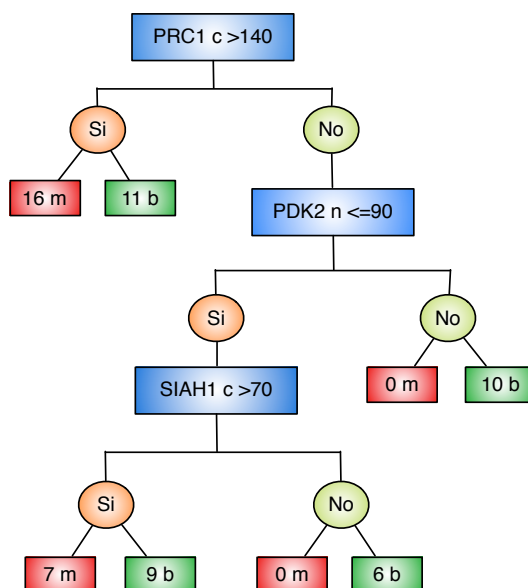 PRC1 c >140
Si
No
16 m
11 b
PDK2 n <=90
Si
No
SIAH1 c >70
0 m
10 b
Si
No
7 m
9 b
0 m
6 b